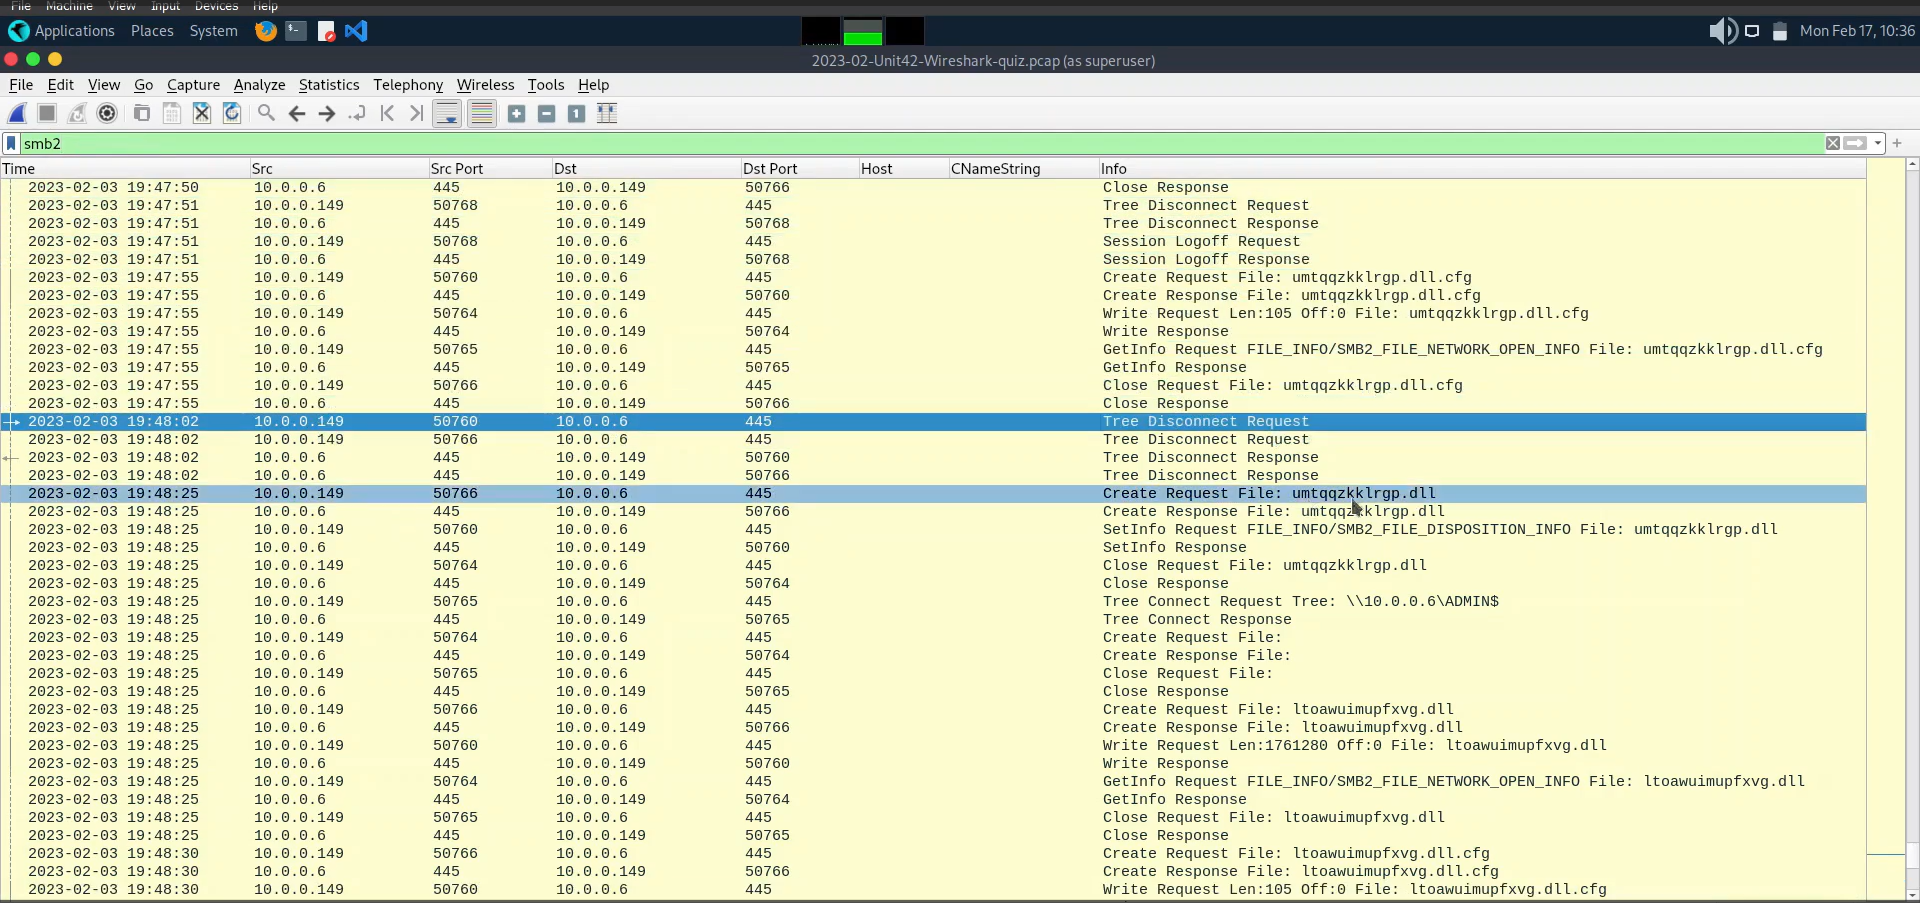 File Machine View Input Devices Help
Applications Places System Mon Feb 17, 10:36
2023-02-Unit42-Wireshark-quiz.pcap (as superuser)
File Edit View Go Capture Analyze Statistics Telephony Wireless Tools Help
smb2
Time Src Src Port Dst Dst Port Host CNameString Info
2023-02-03 19:47:50 10.0.0.6 445 10.0.0.149 50766 Close Response
2023-02-03 19:47:51 10.0.0.149 50768 10.0.0.6 445 Tree Disconnect Request
2023-02-03 19:47:51 10.0.0.6 445 10.0.0.149 50768 Tree Disconnect Response
2023-02-03 19:47:51 10.0.0.149 50768 10.0.0.6 445 Session Logoff Request
2023-02-03 19:47:51 10.0.0.6 445 10.0.0.149 50768 Session Logoff Response
2023-02-03 19:47:55 10.0.0.149 50760 10.0.0.6 445 Create Request File: umtqqzkklrgp.dll.cfg
2023-02-03 19:47:55 10.0.0.6 445 10.0.0.149 50760 Create Response File: umtqqzkklrgp.dll.cfg
2023-02-03 19:47:55 10.0.0.149 50764 10.0.0.6 445 Write Request Len:105 Off:0 File: umtqqzkklrgp.dll.cfg
2023-02-03 19:47:55 10.0.0.6 445 10.0.0.149 50764 Write Response
2023-02-03 19:47:55 10.0.0.149 50765 10.0.0.6 445 GetInfo Request FILE_INFO/SMB2_FILE_NETWORK_OPEN_INFO File: umtqqzkklrgp.dll.cfg
2023-02-03 19:47:55 10.0.0.6 445 10.0.0.149 50765 GetInfo Response
2023-02-03 19:47:55 10.0.0.149 50766 10.0.0.6 445 Close Request File: umtqqzkklrgp.dll.cfg
2023-02-03 19:47:55 10.0.0.6 445 10.0.0.149 50766 Close Response
2023-02-03 19:48:02 10.0.0.149 50760 10.0.0.6 445 Tree Disconnect Request
2023-02-03 19:48:02 10.0.0.149 50766 10.0.0.6 445 Tree Disconnect Request
2023-02-03 19:48:02 10.0.0.6 445 10.0.0.149 50760 Tree Disconnect Response
2023-02-03 19:48:02 10.0.0.6 445 10.0.0.149 50766 Tree Disconnect Response
2023-02-03 19:48:25 10.0.0.149 50766 10.0.0.6 445 Create Request File: umtqqzkklrgp.dll
2023-02-03 19:48:25 10.0.0.6 445 10.0.0.149 50766 Create Response File: umtqqzkklrgp.dll
2023-02-03 19:48:25 10.0.0.149 50760 10.0.0.6 445 SetInfo Request FILE_INFO/SMB2_FILE_DISPOSITION_INFO File: umtqqzkklrgp.dll
2023-02-03 19:48:25 10.0.0.6 445 10.0.0.149 50760 SetInfo Response
2023-02-03 19:48:25 10.0.0.149 50764 10.0.0.6 445 Close Request File: umtqqzkklrgp.dll
2023-02-03 19:48:25 10.0.0.6 445 10.0.0.149 50764 Close Response
2023-02-03 19:48:25 10.0.0.149 50765 10.0.0.6 445 Tree Connect Request Tree: \\10.0.0.6\ADMIN$
2023-02-03 19:48:25 10.0.0.6 445 10.0.0.149 50765 Tree Connect Response
2023-02-03 19:48:25 10.0.0.149 50764 10.0.0.6 445 Create Request File:
2023-02-03 19:48:25 10.0.0.6 445 10.0.0.149 50764 Create Response File:
2023-02-03 19:48:25 10.0.0.149 50765 10.0.0.6 445 Close Request File:
2023-02-03 19:48:25 10.0.0.6 445 10.0.0.149 50765 Close Response
2023-02-03 19:48:25 10.0.0.149 50766 10.0.0.6 445 Create Request File: ltoawuimupfxvg.dll
2023-02-03 19:48:25 10.0.0.6 445 10.0.0.149 50766 Create Response File: ltoawuimupfxvg.dll
2023-02-03 19:48:25 10.0.0.149 50760 10.0.0.6 445 Write Request Len:1761280 Off:0 File: ltoawuimupfxvg.dll
2023-02-03 19:48:25 10.0.0.6 445 10.0.0.149 50760 Write Response
2023-02-03 19:48:25 10.0.0.149 50764 10.0.0.6 445 GetInfo Request FILE_INFO/SMB2_FILE_NETWORK_OPEN_INFO File: ltoawuimupfxvg.dll
2023-02-03 19:48:25 10.0.0.6 445 10.0.0.149 50764 GetInfo Response
2023-02-03 19:48:25 10.0.0.149 50765 10.0.0.6 445 Close Request File: ltoawuimupfxvg.dll
2023-02-03 19:48:25 10.0.0.6 445 10.0.0.149 50765 Close Response
2023-02-03 19:48:30 10.0.0.149 50766 10.0.0.6 445 Create Request File: ltoawuimupfxvg.dll.cfg
2023-02-03 19:48:30 10.0.0.6 445 10.0.0.149 50766 Create Response File: ltoawuimupfxvg.dll.cfg
2023-02-03 19:48:30 10.0.0.149 50760 10.0.0.6 445 Write Request Len:105 Off:0 File: ltoawuimupfxvg.dll.cfg